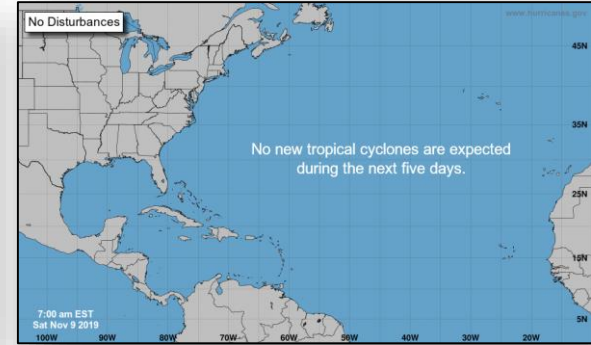 No Disturbances
www.hurricanes.gov
45N
35N
No new tropical cyclones are expected
during the next five days.
25N
15N
7:00 am EST
Sat Nov 9 2019
5N
100W 90W 80W 70W 60W 50W 40W 30W 20W